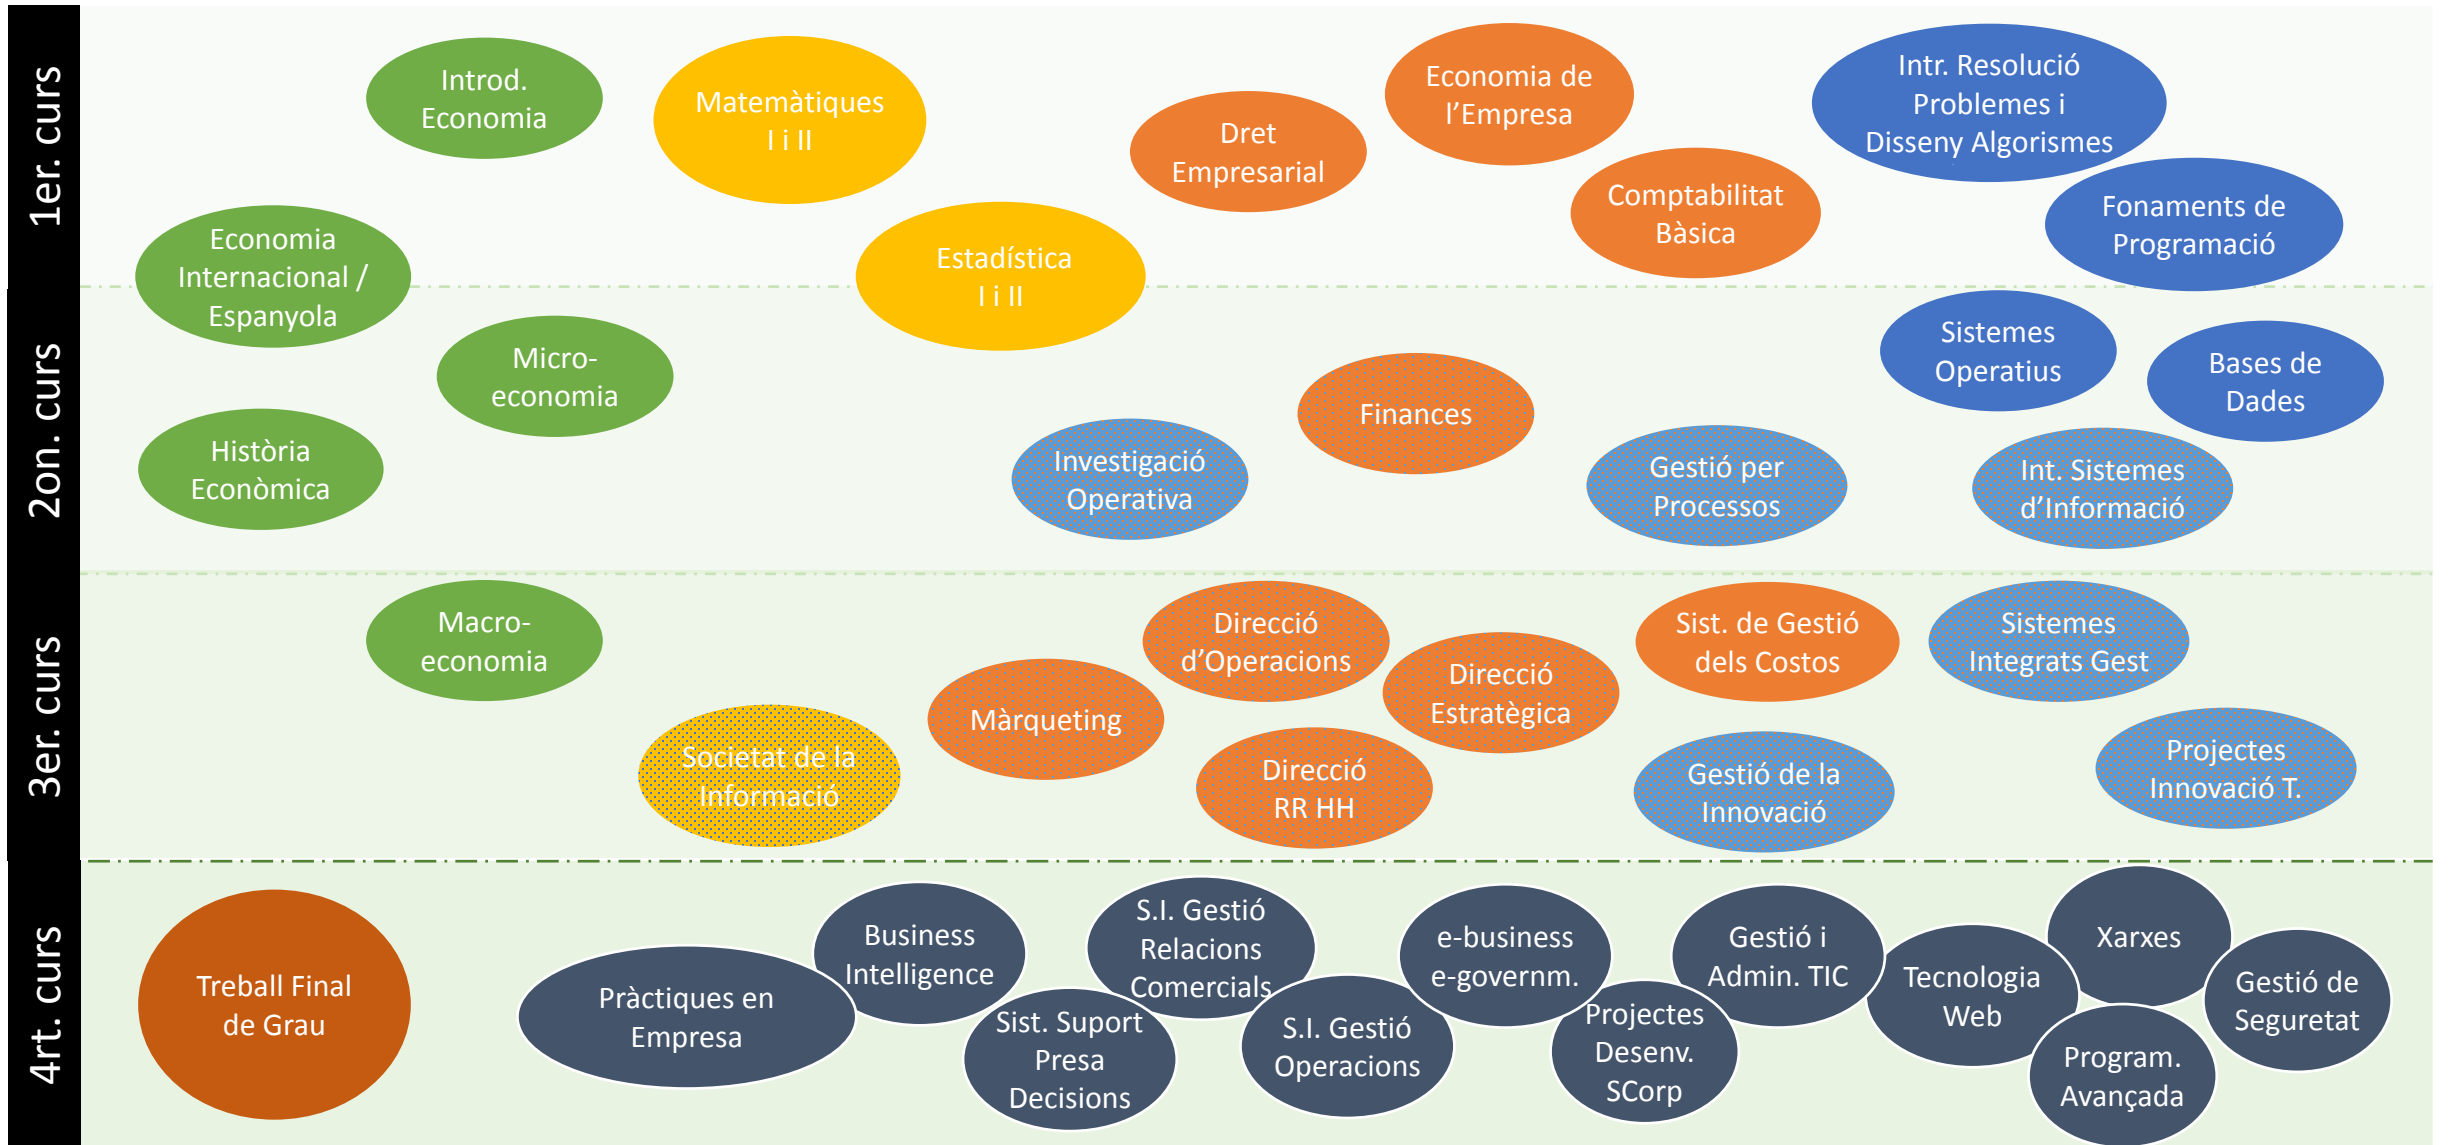 1er. curs
Introd.
Economia
Matemàtiques
I i II
Dret
Empresarial
Economia de
l’Empresa
Comptabilitat
Bàsica
Intr. Resolució
Problemes i
Disseny Algorismes
Fonaments de
Programació
Economia
Internacional /
Espanyola
Estadística
I i II
2on. curs
Micro-
economia
Història
Econòmica
Investigació
Operativa
Finances
Gestió per
Processos
Sistemes
Operatius
Bases de
Dades
Int. Sistemes
d’Informació
3er. curs
Macro-
economia
Societat de la
Informació
Màrqueting
Direcció
d’Operacions
Direcció
RR HH
Direcció
Estratègica
Sist. de Gestió
dels Costos
Gestió de la
Innovació
Sistemes
Integrats Gest
Projectes
Innovació T.
4rt. curs
Treball Final
de Grau
Pràctiques en
Empresa
Business
Intelligence
Sist. Suport
Presa
Decisions
S.I. Gestió
Relacions
Comercials
S.I. Gestió
Operacions
e-business
e-governm.
Projectes
Desenv.
SCorp
Gestió i
Admin. TIC
Tecnologia
Web
Xarxes
Program.
Avançada
Gestió de
Seguretat